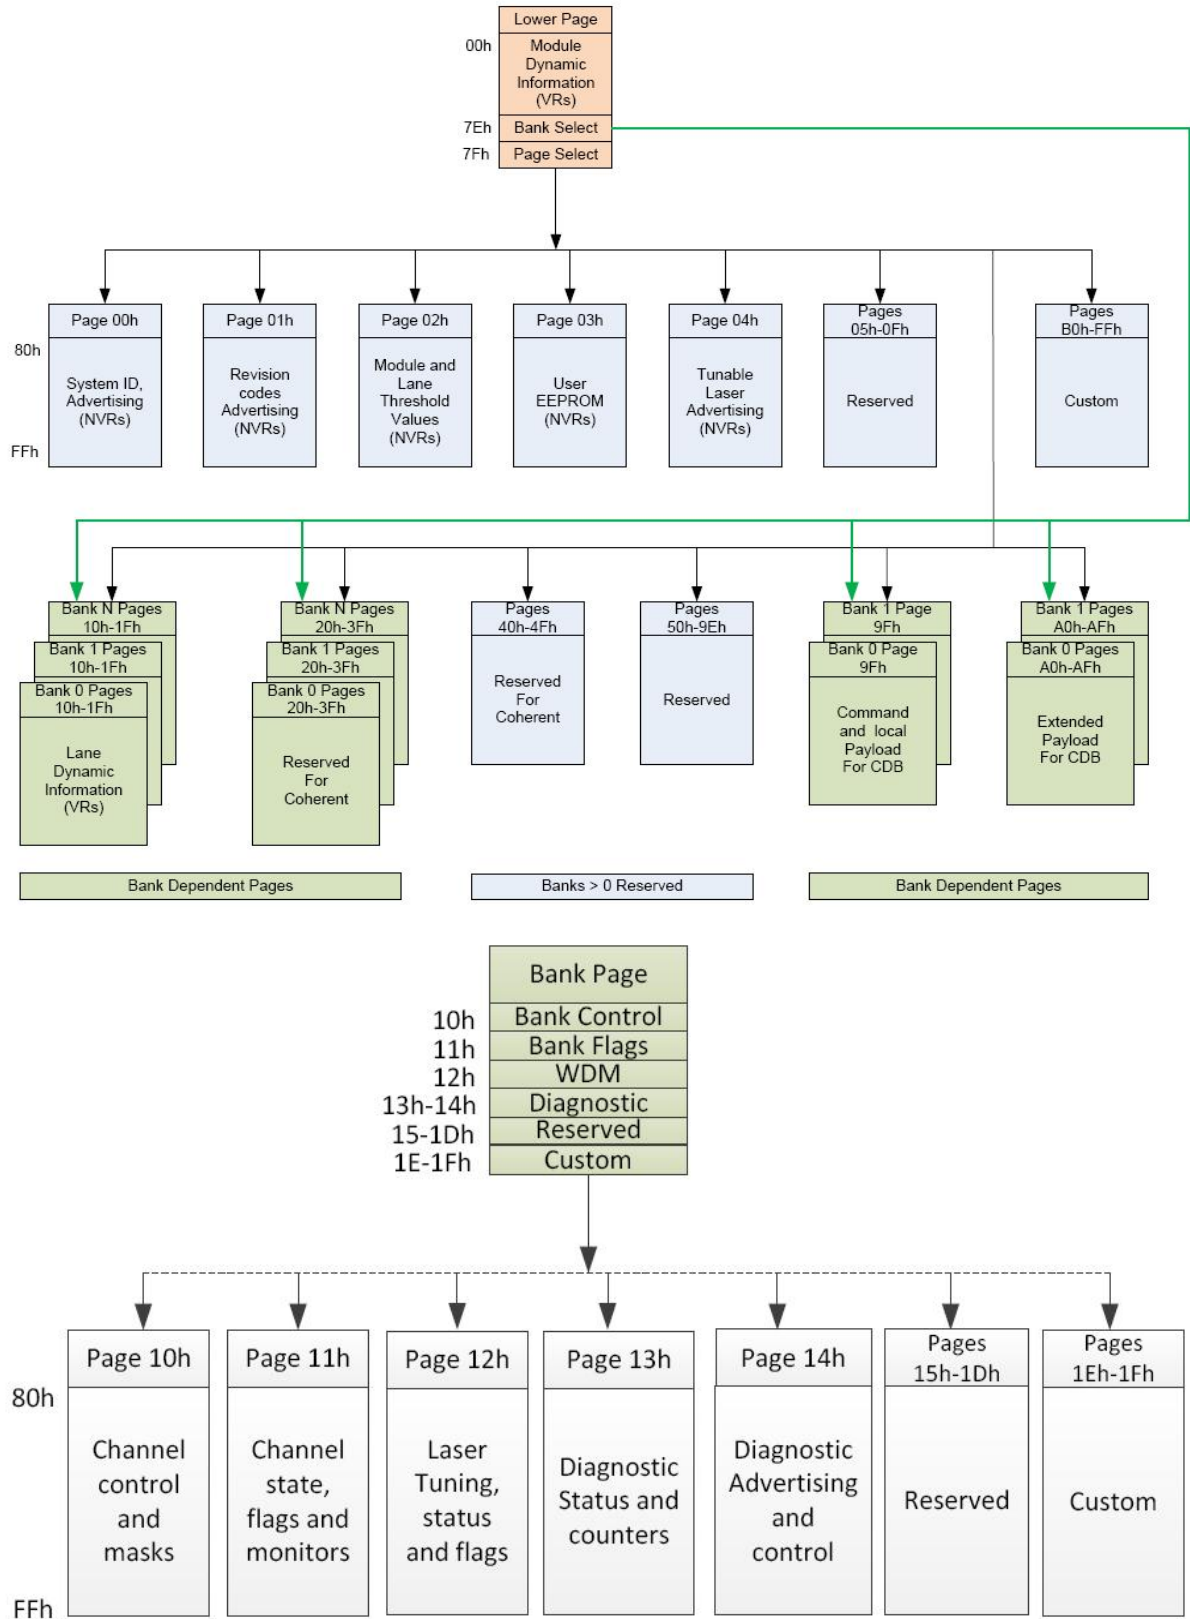 Lower Page
00h
Module
Dynamic
Information
(VRs)
7Eh
Bank Select
7Fh
Page Select
Page 00h
Page 01h
Page 02h
Page 03h
Page 04h
Pages
05h-0Fh
Pages
B0h-FFh
80h
System ID,
Advertising
(NVRs)
Revision
codes
Advertising
(NVRs)
Module and
Lane
Threshold
Values
(NVRs)
User
EEPROM
(NVRs)
Tunable
Laser
Advertising
(NVRs)
Reserved
Custom
FFh
Bank N Pages
10h-1Fh
Bank 1 Pages
10h-1Fh
Bank 0 Pages
10h-1Fh
Lane
Dynamic
Information
(VRs)
Bank N Pages
20h-3Fh
Bank 1 Pages
20h-3Fh
Bank 0 Pages
20h-3Fh
Reserved
For
Coherent
Pages
40h-4Fh
Reserved
For
Coherent
Pages
50h-9Eh
Reserved
Bank 1 Page
9Fh
Bank 0 Page
9Fh
Command
and local
Payload
For CDB
Bank 1 Pages
A0h-AFh
Bank 0 Pages
A0h-AFh
Extended
Payload
For CDB
Bank Dependent Pages
Banks > 0 Reserved
Bank Dependent Pages
Bank Page
10h
Bank Control
11h
Bank Flags
12h
WDM
13h-14h
Diagnostic
15-1Dh
Reserved
1E-1Fh
Custom
Page 10h
Page 11h
Page 12h
Page 13h
Page 14h
Pages
15h-1Dh
Pages
1Eh-1Fh
80h
Channel
control
and
masks
Channel
state,
flags and
monitors
Laser
Tuning,
status
and flags
Diagnostic
Status and
counters
Diagnostic
Advertising
and
control
Reserved
Custom
FFh